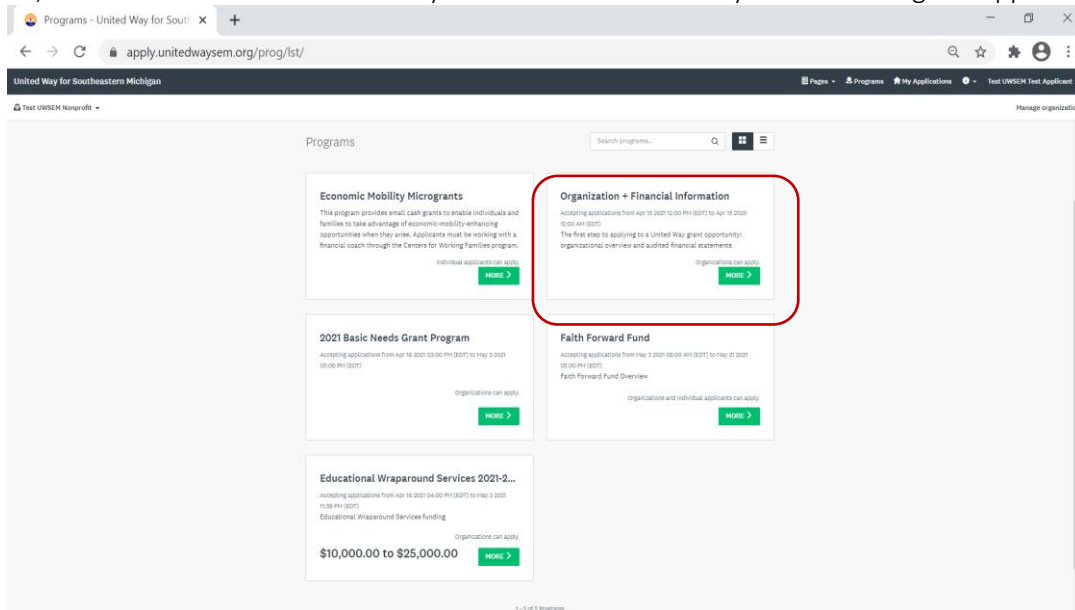 Programs - United Way for South
apply.unitedwaysem.org/prog/lst/
United Way for Southeastern Michigan
Pages
Programs
My Applications
Test UWSEM Test Applicant
Test UWSEM Nonprofit
Manage organizatio
Programs
Search programs..
Economic Mobility Microgrants
This program provides small cash grants to enable individuals and
families to take advantage of economic-mobility-enhancing
opportunities when they arise. Applicants must be working with a
financial coach through the Centers for Working Families program.
Individual applicants can apply.
MORE
Organization + Financial Information
Accepting applications from Apr 15 2021 12:00 PM (EDT) to Apr 15 2025
12:00 AM (EDT)
The first step to applying to a United Way grant opportunity:
organizational overview and audited financial statements
Organizations can apply.
MORE
2021 Basic Needs Grant Program
Accepting applications from Apr 16 2021 03:00 PM (EDT) to May 3 2021
05:00 PM (EDT)
Organizations can apply.
MORE
Faith Forward Fund
Accepting applications from May 3 2021 08:00 AM (EDT) to May 21 2021
05:00 PM (EDT)
Faith Forward Fund Overview
Organizations and individual applicants can apply.
MORE
Educational Wraparound Services 2021-2...
Accepting applications from Apr 16 2021 04:00 PM (EDT) to May 3 2021
11:59 PM (EDT)
Educational Wraparound Services funding
Organizations can apply.
$10,000.00 to $25,000.00
MORE
1 - 5 of 5 Programs